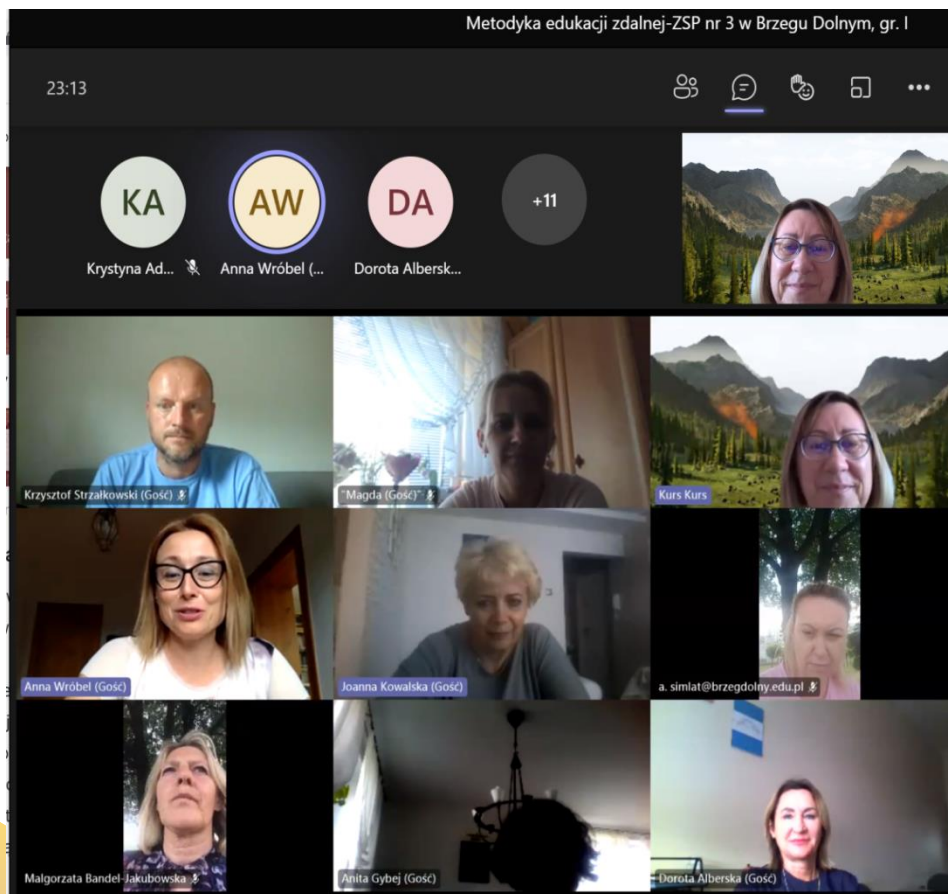 Metodyka edukacji zdalnej-ZSP nr 3 w Brzegu Dolnym, gr. I
23:13
KA
AW
DA
+11
Krystyna Ad...
Anna Wróbel (...
Dorota Albersk...
Krzysztof Strzałkowski (Gość)
"Magda (Gość)"
Kurs Kurs
Anna Wróbel (Gość)
Joanna Kowalska (Gość)
a. simlat@brzegdolny.edu.pl
Malgorzata Bandel-Jakubowska
Anita Gybej (Gość)
Dorota Alberska (Gość)